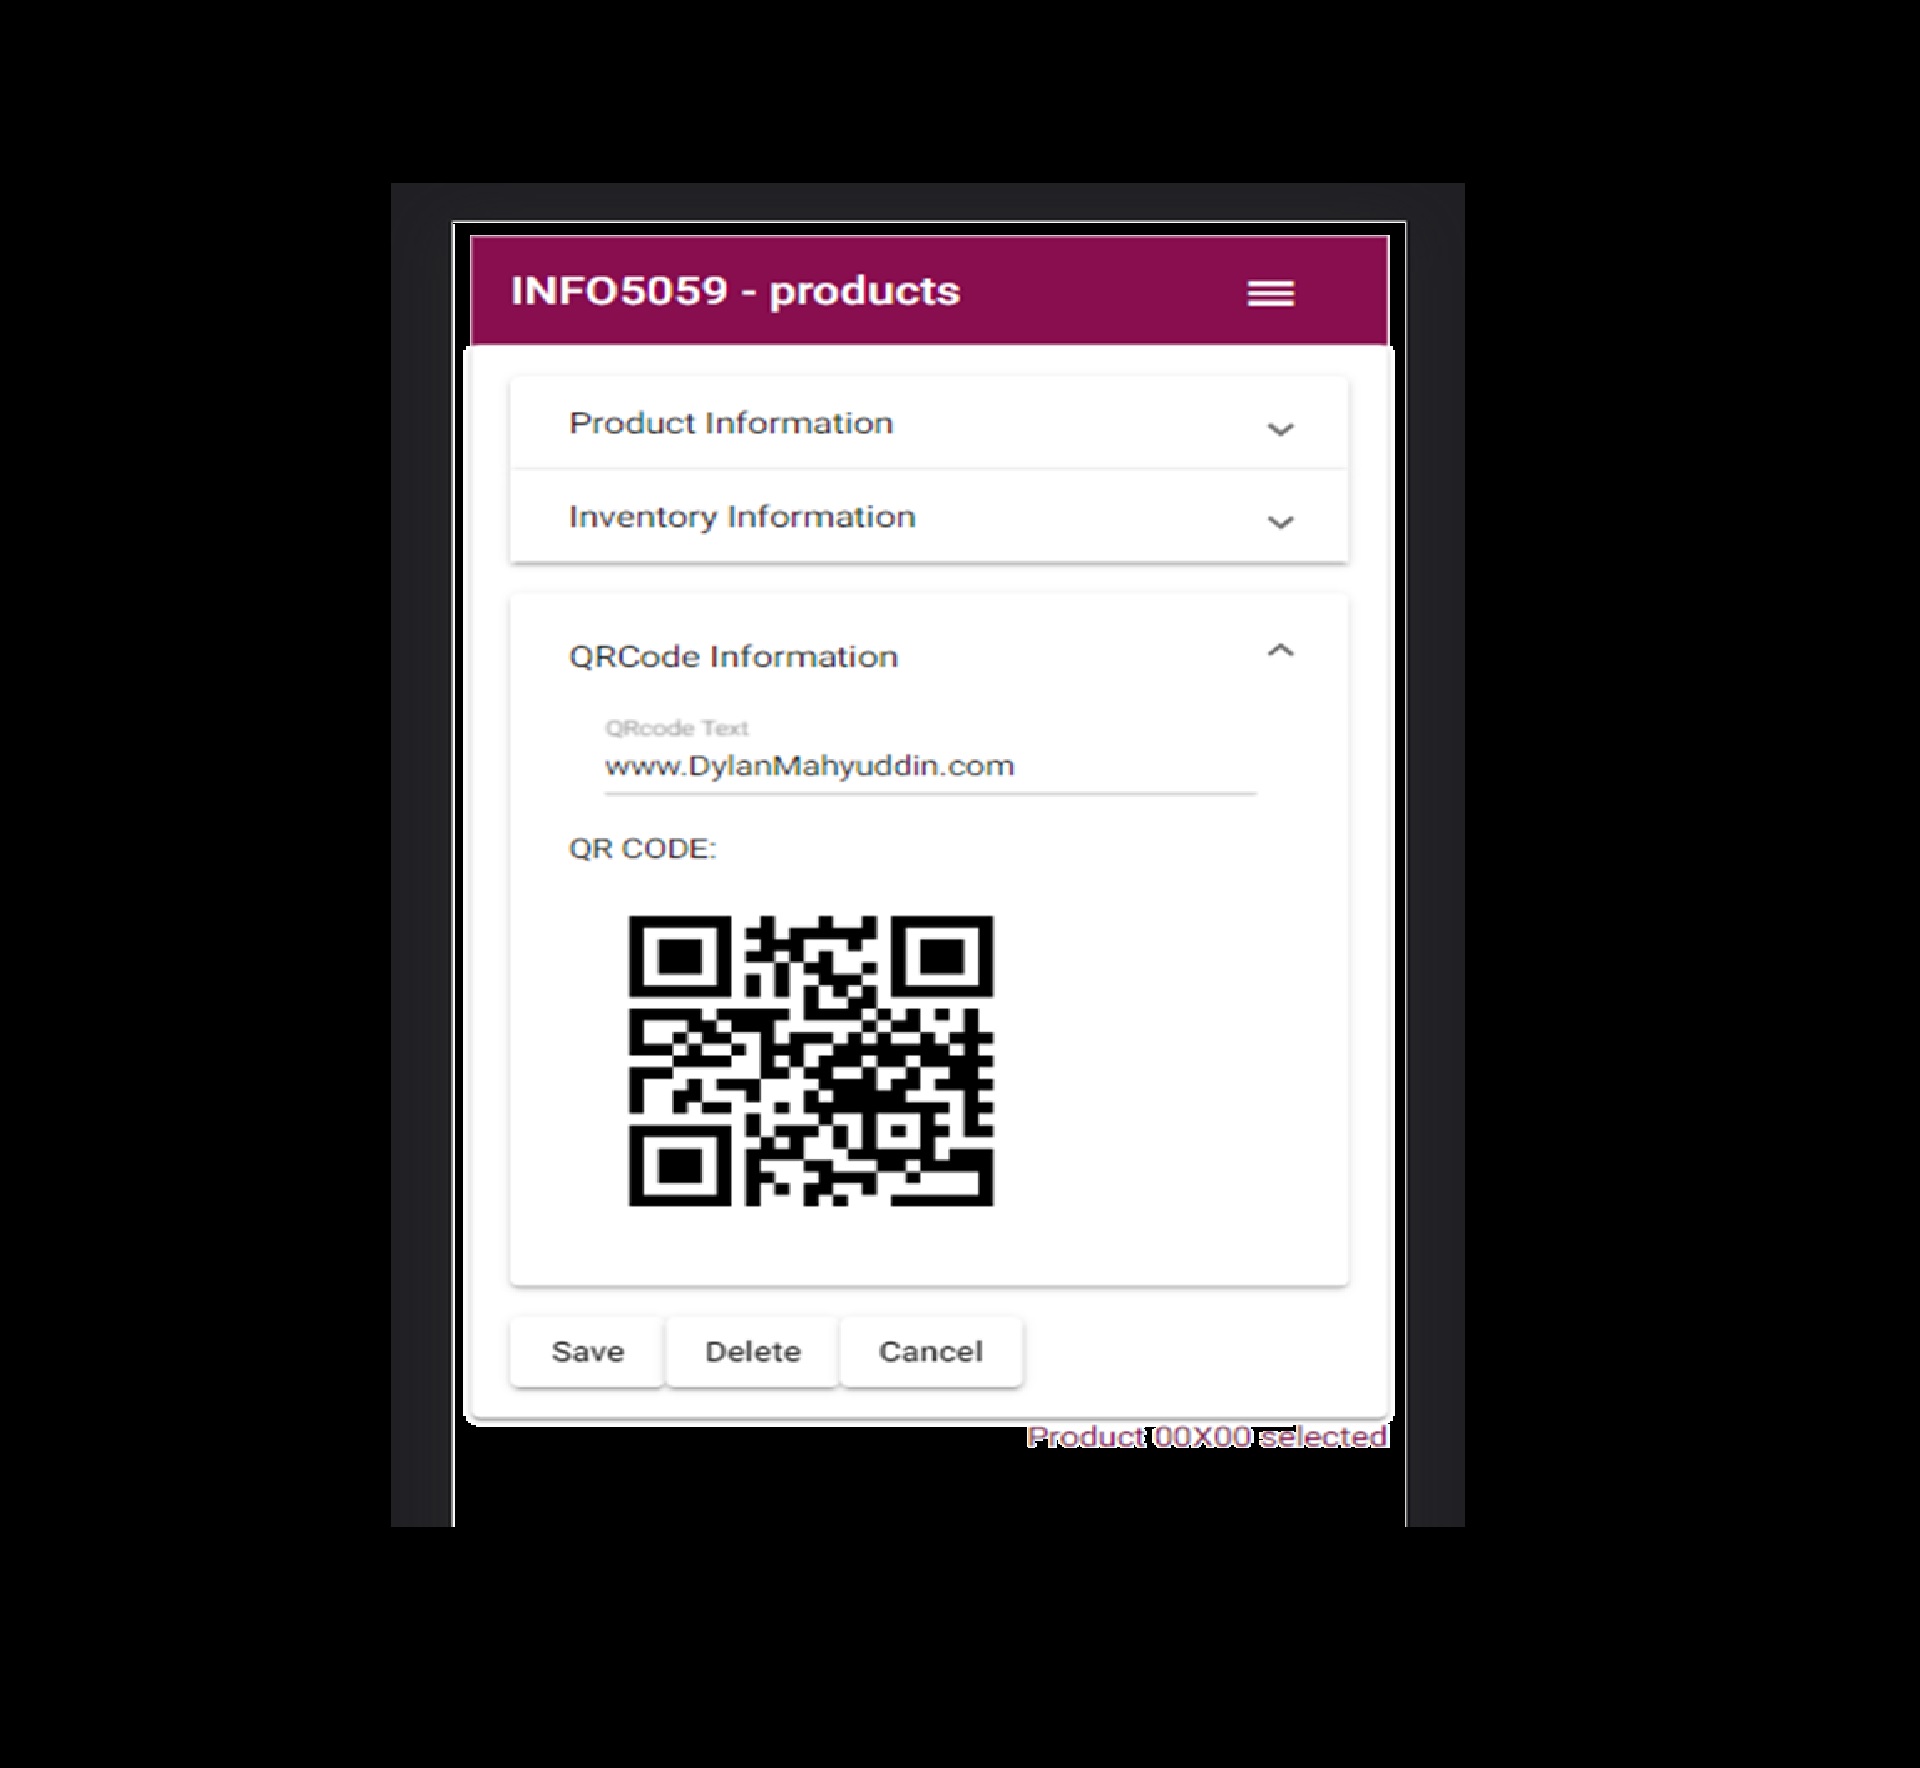 INFO5059 - products
Product Information
Inventory Information
QRCode Information
QRcode Text
www.DylanMahyuddin.com
QR CODE:
Save Delete Cancel
Product 00X00 selected